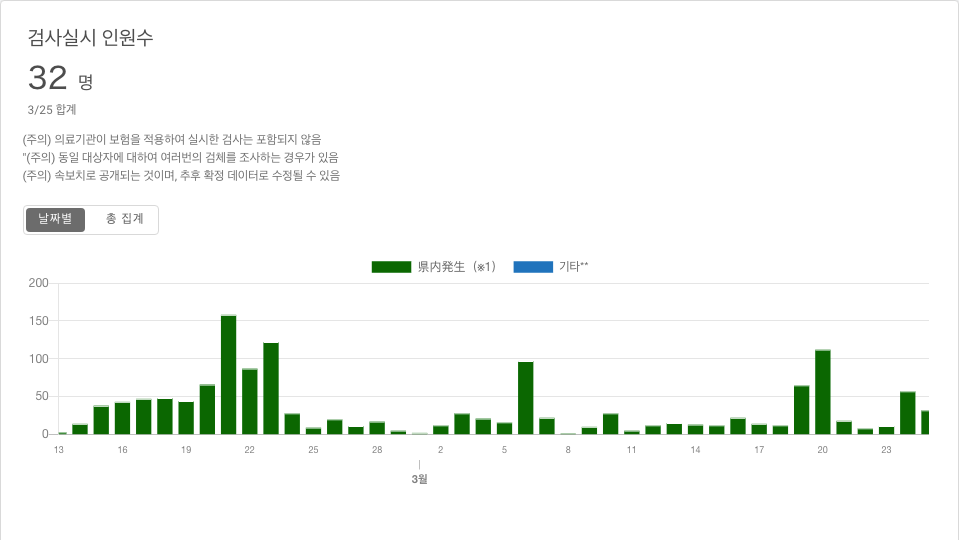 검사실시 인원수
32 명
3/25 합계
(주의) 의료기관이 보험을 적용하여 실시한 검사는 포함되지 않음
"(주의) 동일 대상자에 대하여 여러번의 검체를 조사하는 경우가 있음
(주의) 속보치로 공개되는 것이며, 추후 확정 데이터로 수정될 수 있음
날짜별 총 집계
県内発生（※1） 기타**
200
150
100
50
0
13 16 19 22 25 28 2 5 8 11 14 17 20 23
3월